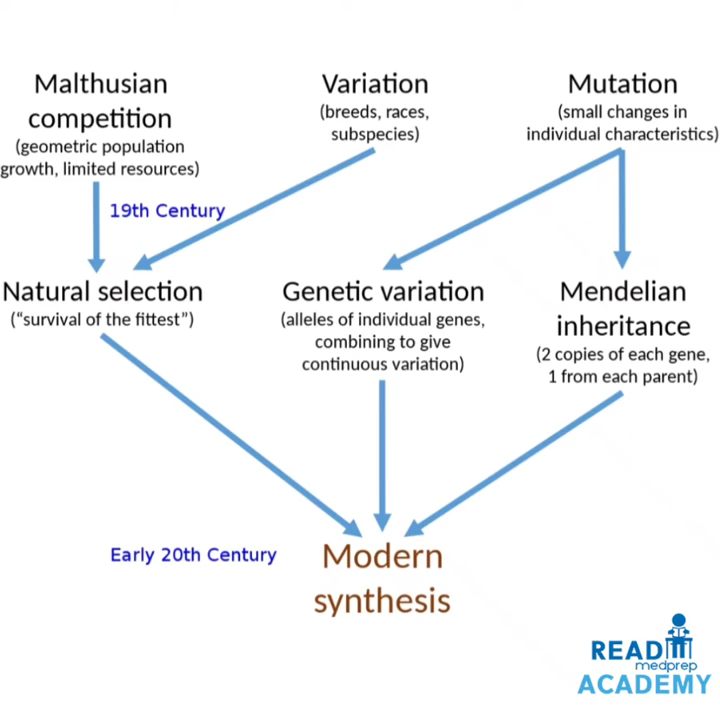 Malthusian
competition
(geometric population
growth, limited resources)
Variation
(breeds, races,
subspecies)
Mutation
(small changes in
individual characteristics)
19th Century
Natural selection
(“survival of the fittest”)
Genetic variation
(alleles of individual genes,
combining to give
continuous variation)
Mendelian
inheritance
(2 copies of each gene,
1 from each parent)
Early 20th Century
Modern
synthesis
READ
medprep
ACADEMY